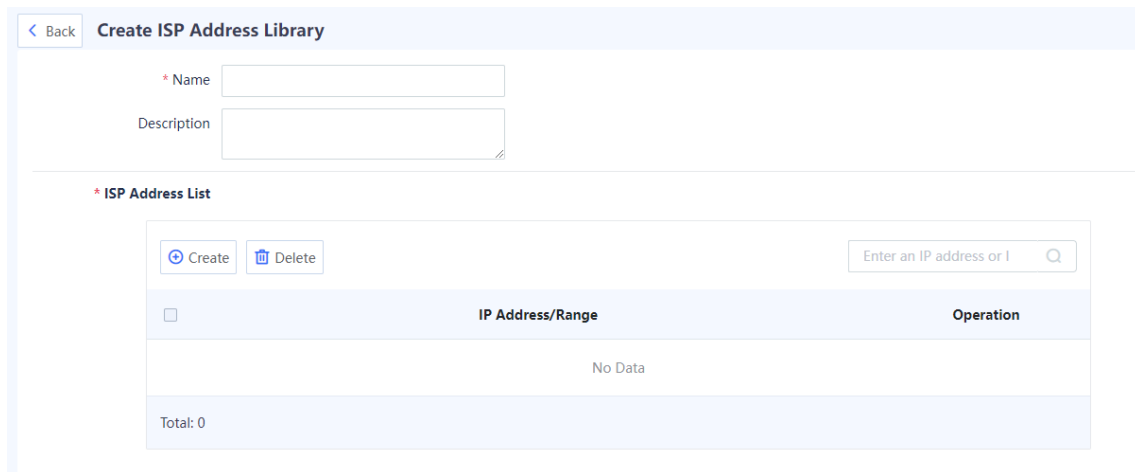 Back Create ISP Address Library
* Name
Description
* ISP Address List
Create Delete Enter an IP address or I
IP Address/Range Operation
No Data
Total: 0